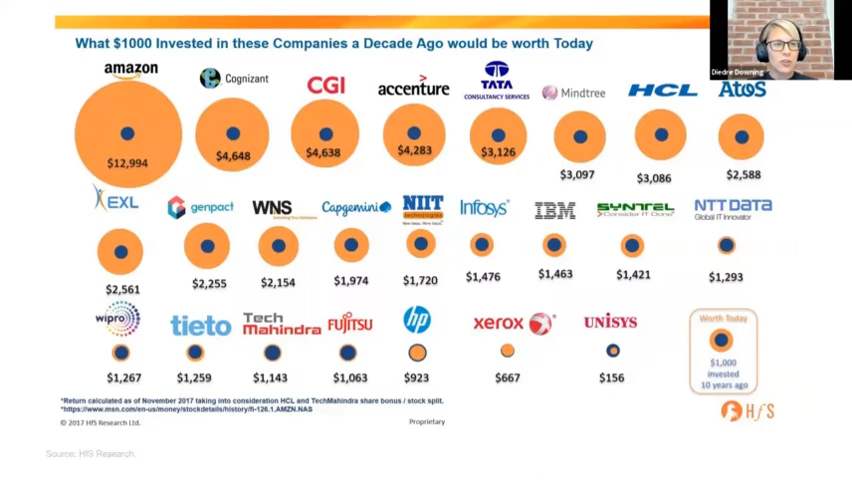 What $1000 Invested in these Companies a Decade Ago would be worth Today
Diedre Downing
amazon Cognizant CGI accenture TATA CONSULTANCY SERVICES Mindtree HCL Atos
$12,994 $4,648 $4,638 $4,283 $3,126 $3,097 $3,086 $2,588
EXL genpact WNS Capgemini NIIT technologies Infosys IBM SYNTEL Consider IT Done NTT DATA Global IT Innovator
$2,561 $2,255 $2,154 $1,974 $1,720 $1,476 $1,463 $1,421 $1,293
wipro tieto Tech Mahindra FUJITSU hp xerox UNISYS
$1,267 $1,259 $1,143 $1,063 $923 $667 $156
Worth Today
$1,000
invested
10 years ago
*Return calculated as of November 2017 taking into consideration HCL and TechMahindra share bonus / stock split.
*https://www.msn.com/en-us/money/stockdetails/history/fi-126.1.AMZN.NAS
© 2017 HfS Research Ltd.
Proprietary
HfS
Source: HfS Research,